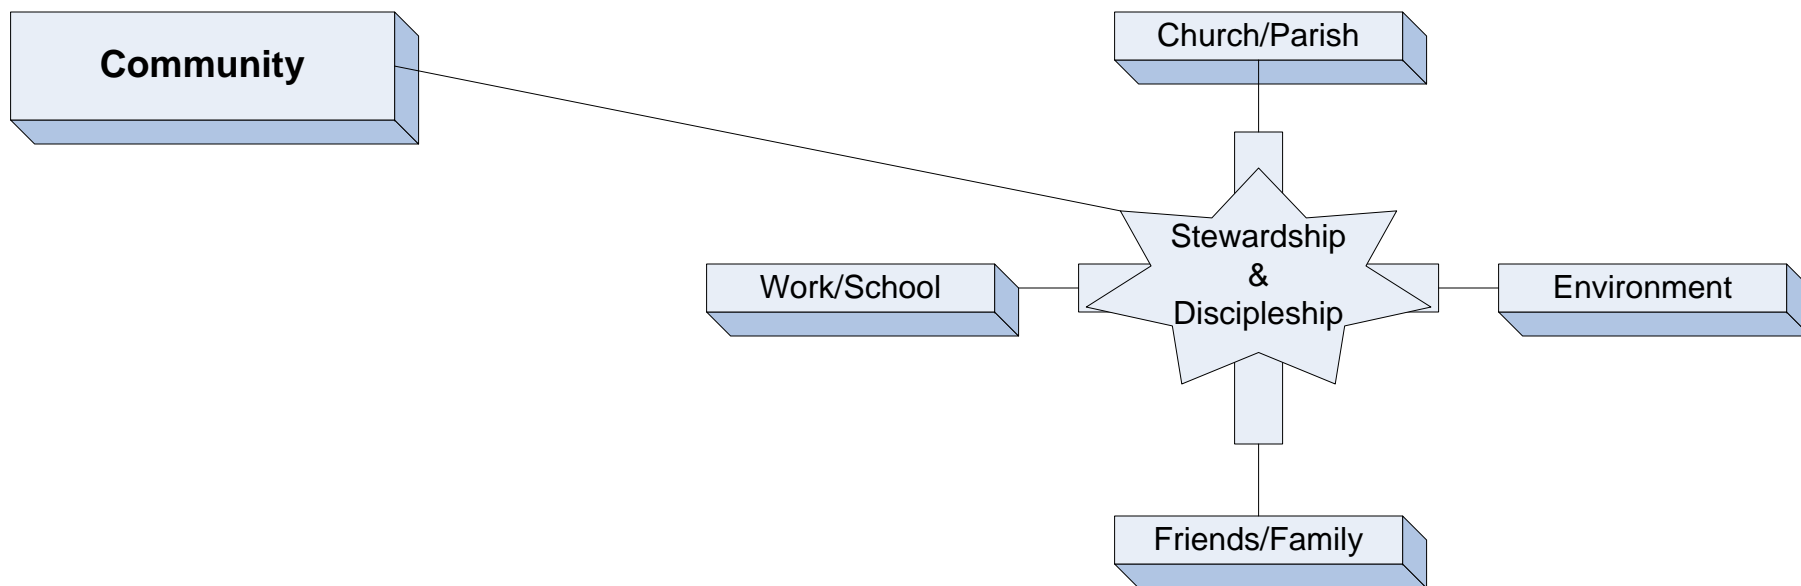 Community
Church/Parish
Stewardship
&
Discipleship
Work/School
Environment
Friends/Family